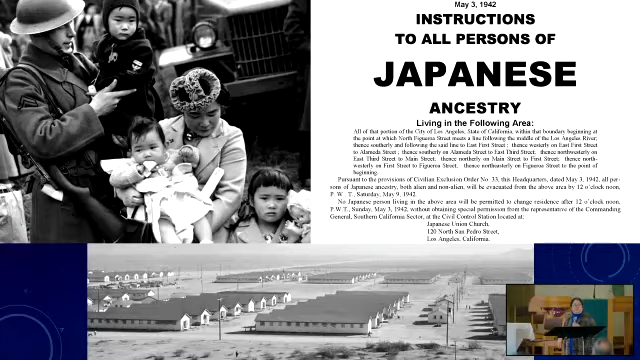 May 3, 1942
INSTRUCTIONS
TO ALL PERSONS OF
JAPANESE
ANCESTRY
Living in the Following Area:
All of that portion of the City of Los Angeles, State of California, within that boundary beginning
at the point at which North Figueroa Street meets a line following the middle of the Los Angeles River;
thence southerly and following the said line to East First Street ; thence westerly on East First Street
to Alameda Street ; thence southerly on Alameda Street to East Third Street; thence northwesterly on
East Third Street to Main Street; thence northerly on Main Street to First Street; thence north-
westerly on First Street to Figueroa Street; thence northeasterly on Figueroa Street to the point of
beginning.
Pursuant to the provisions of Civilian Exclusion Order No. 33, this Headquarters, dated May 3, 1942, all per-
sons of Japanese ancestry, both alien and non-alien, will be evacuated from the above area by 12 o'clock noon,
P. W. T., Saturday, May 9, 1942.
No Japanese person living in the above area will be permitted to change residence after 12 o'clock noon,
P.W.T., Sunday, May 3, 1942, without obtaining special permission from the representative of the Commanding
General, Southern California Sector, at the Civil Control Station located at:
Japanese Union Church,
120 North San Pedro Street,
Los Angeles, California.